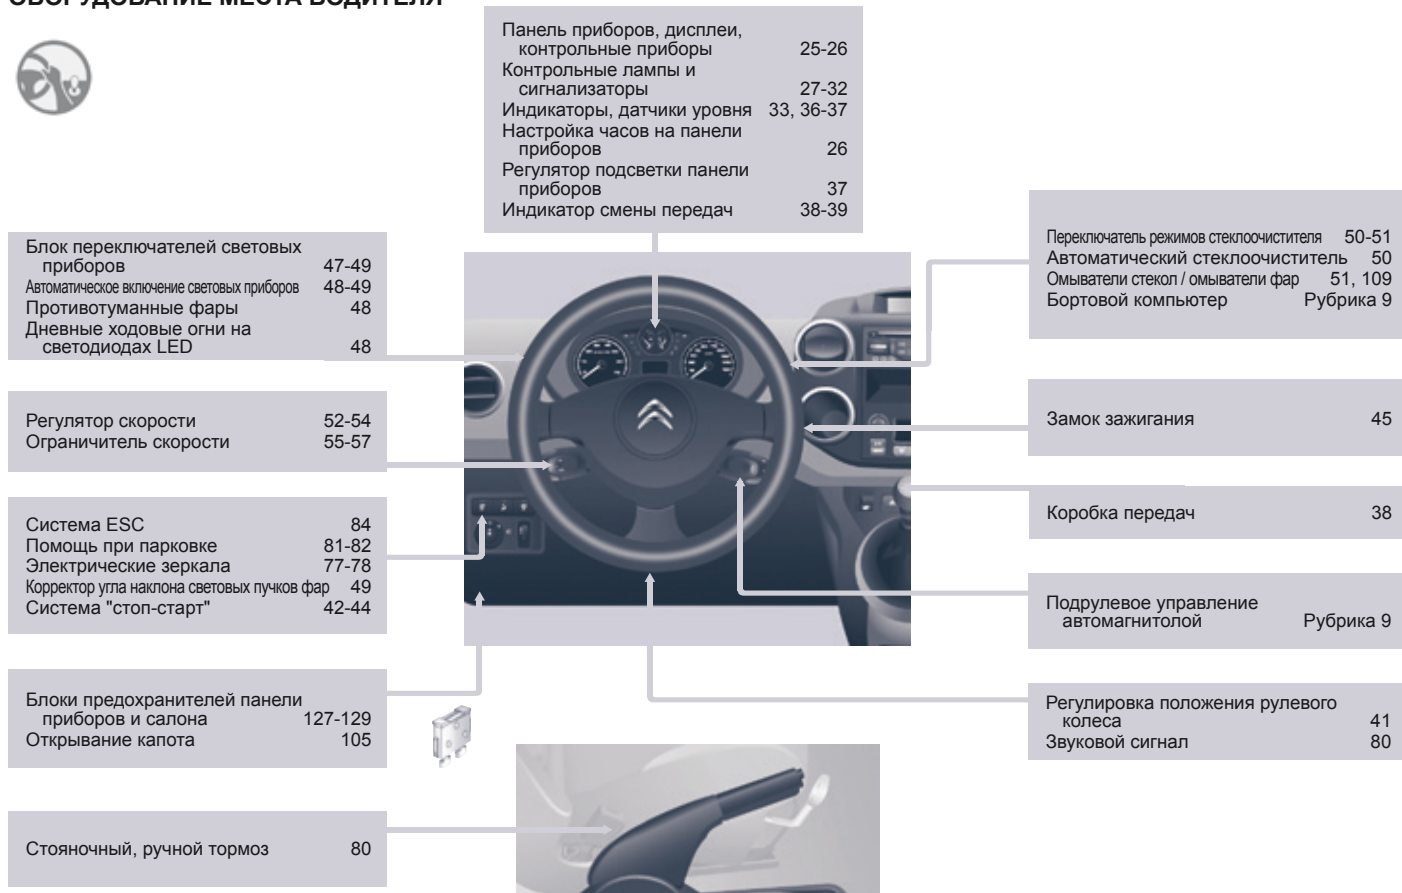 ОБОРУДОВАНИЕ МЕСТА ВОДИТЕЛЯ
Панель приборов, дисплеи,
контрольные приборы 25-26
Контрольные лампы и
сигнализаторы 27-32
Индикаторы, датчики уровня 33, 36-37
Настройка часов на панели
приборов 26
Регулятор подсветки панели
приборов 37
Индикатор смены передач 38-39
Блок переключателей световых
приборов 47-49
Автоматическое включение световых приборов 48-49
Противотуманные фары 48
Дневные ходовые огни на
светодиодах LED 48
Регулятор скорости 52-54
Ограничитель скорости 55-57
Система ESC 84
Помощь при парковке 81-82
Электрические зеркала 77-78
Корректор угла наклона световых пучков фар 49
Система "стоп-старт" 42-44
Блоки предохранителей панели
приборов и салона 127-129
Открывание капота 105
Стояночный, ручной тормоз 80
Переключатель режимов стеклоочистителя 50-51
Автоматический стеклоочиститель 50
Омыватели стекол / омыватели фар 51, 109
Бортовой компьютер Рубрика 9
Замок зажигания 45
Коробка передач 38
Подрулевое управление
автомагнитолой Рубрика 9
Регулировка положения рулевого
колеса 41
Звуковой сигнал 80